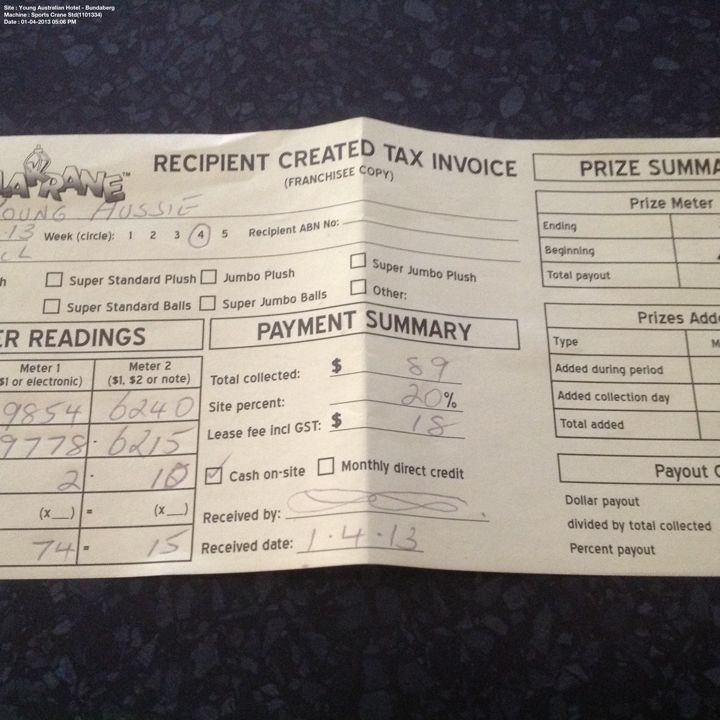 Site : Young Australian Hotel - Bundaberg
Machine : Sports Crane Std(1101334)
Date : 01-04-2013 05:06 PM
RECIPIENT CREATED TAX INVOICE
(FRANCHISEE COPY)
OUNG AUSSIE
.13 Week (circle): 1 2 3 4 5 Recipient ABN No:
Super Standard Plush Jumbo Plush Super Jumbo Plush
Super Standard Balls Super Jumbo Balls Other:
ER READINGS
Meter 1 Meter 2
$1 or electronic) ($1, $2 or note)
9854 6240
9778 - 6215
2 - 10
(x__) = (x__)
74 = 15
PAYMENT SUMMARY
Total collected: $ 89
Site percent: 20%
Lease fee incl GST: $ 18
Cash on-site Monthly direct credit
Received by:
Received date: 1.4.13
PRIZE SUMMA
Prize Meter
Ending
Beginning
Total payout
Prizes Adde
Type M
Added during period
Added collection day
Total added
Payout C
Dollar payout
divided by total collected
Percent payout